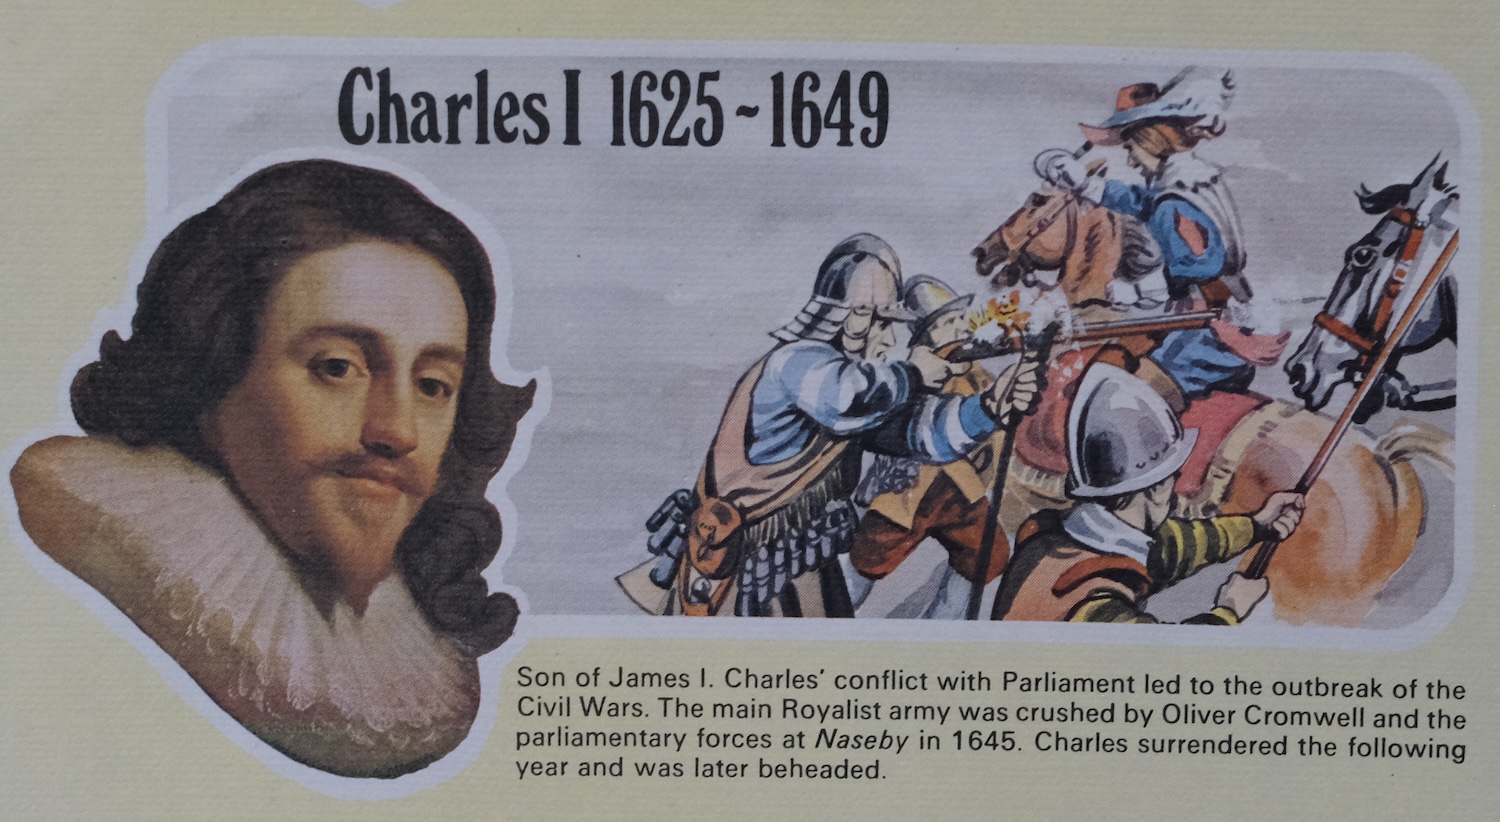 Charles I 1625~1649
Son of James I. Charles' conflict with Parliament led to the outbreak of the
Civil Wars. The main Royalist army was crushed by Oliver Cromwell and the
parliamentary forces at Naseby in 1645. Charles surrendered the following
year and was later beheaded.